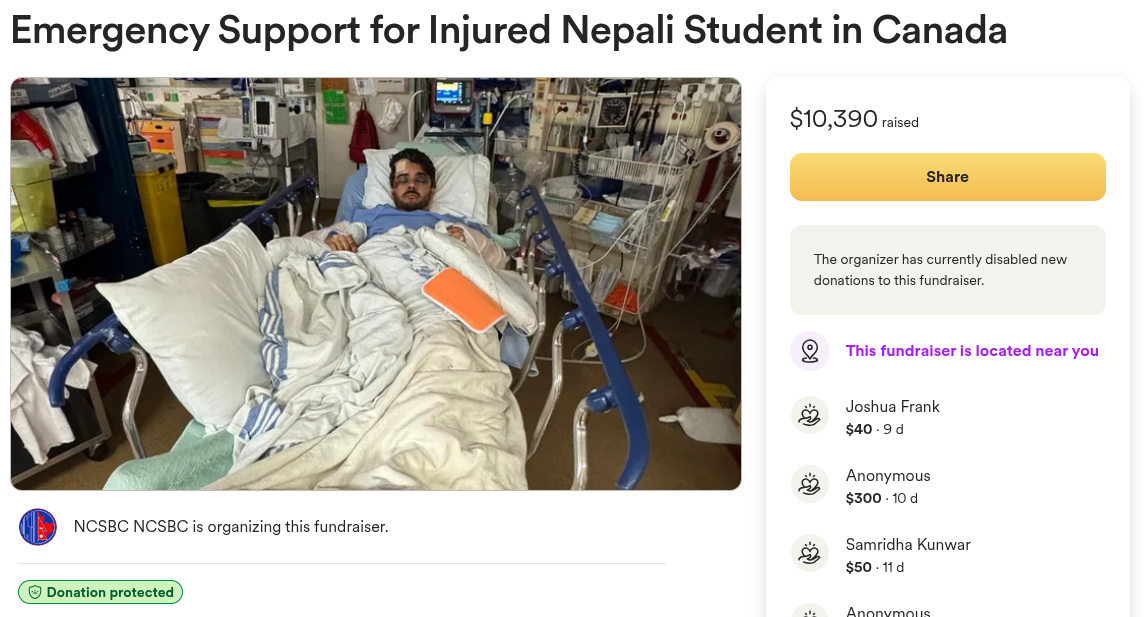 Emergency Support for Injured Nepali Student in Canada
NCSBC NCSBC is organizing this fundraiser.
Donation protected
$10,390 raised
Share
The organizer has currently disabled new
donations to this fundraiser.
This fundraiser is located near you
Joshua Frank
$40 · 9 d
Anonymous
$300 · 10 d
Samridha Kunwar
$50 · 11 d
Anonymous